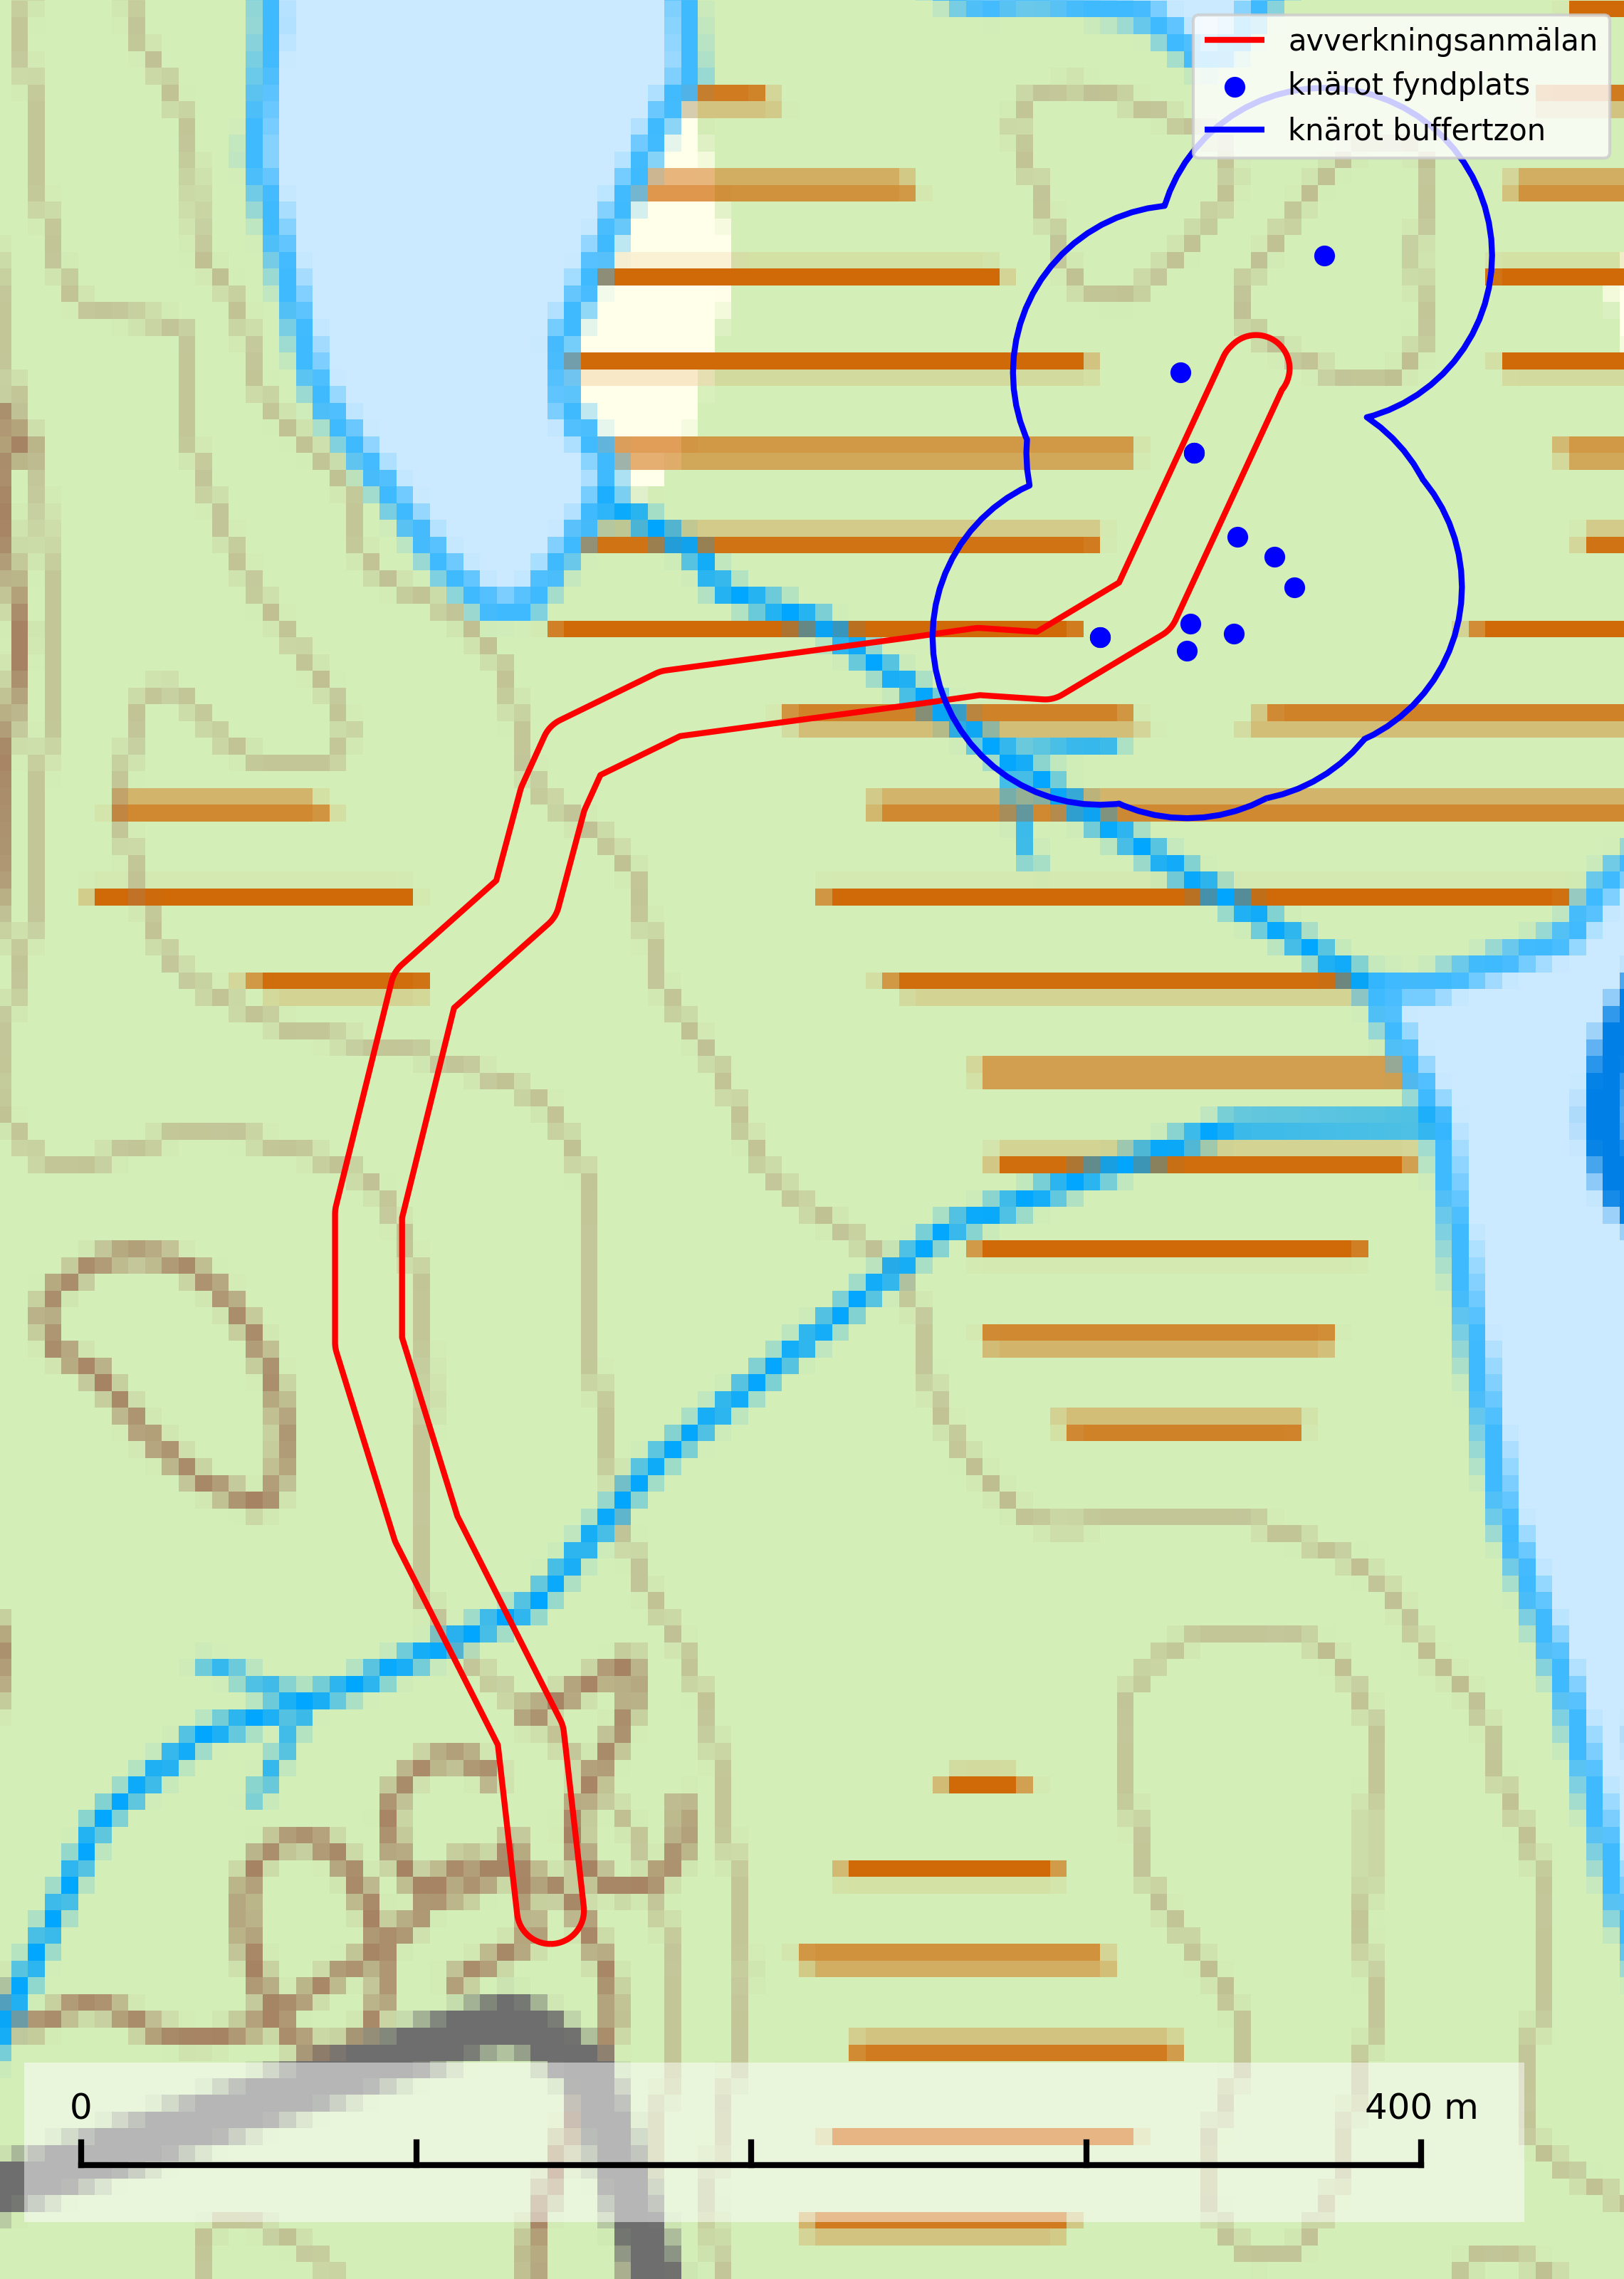 avverkningsanmälan
knärot fyndplats
knärot buffertzon
0
400 m